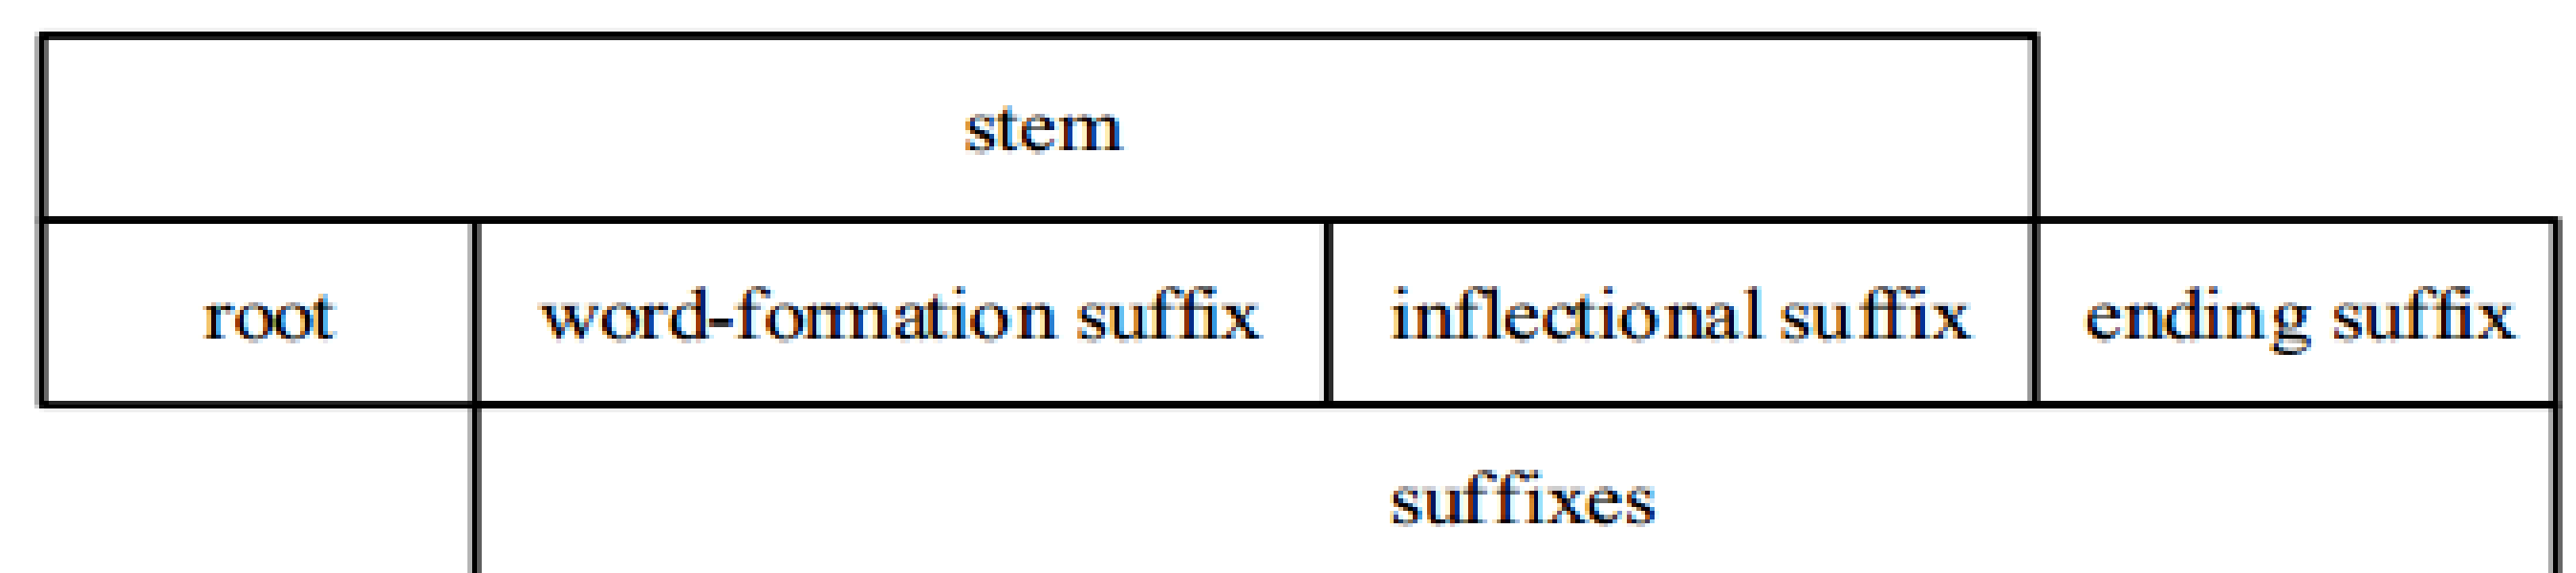 stem
root word-formation suffix inflectional suffix ending suffix
suffixes